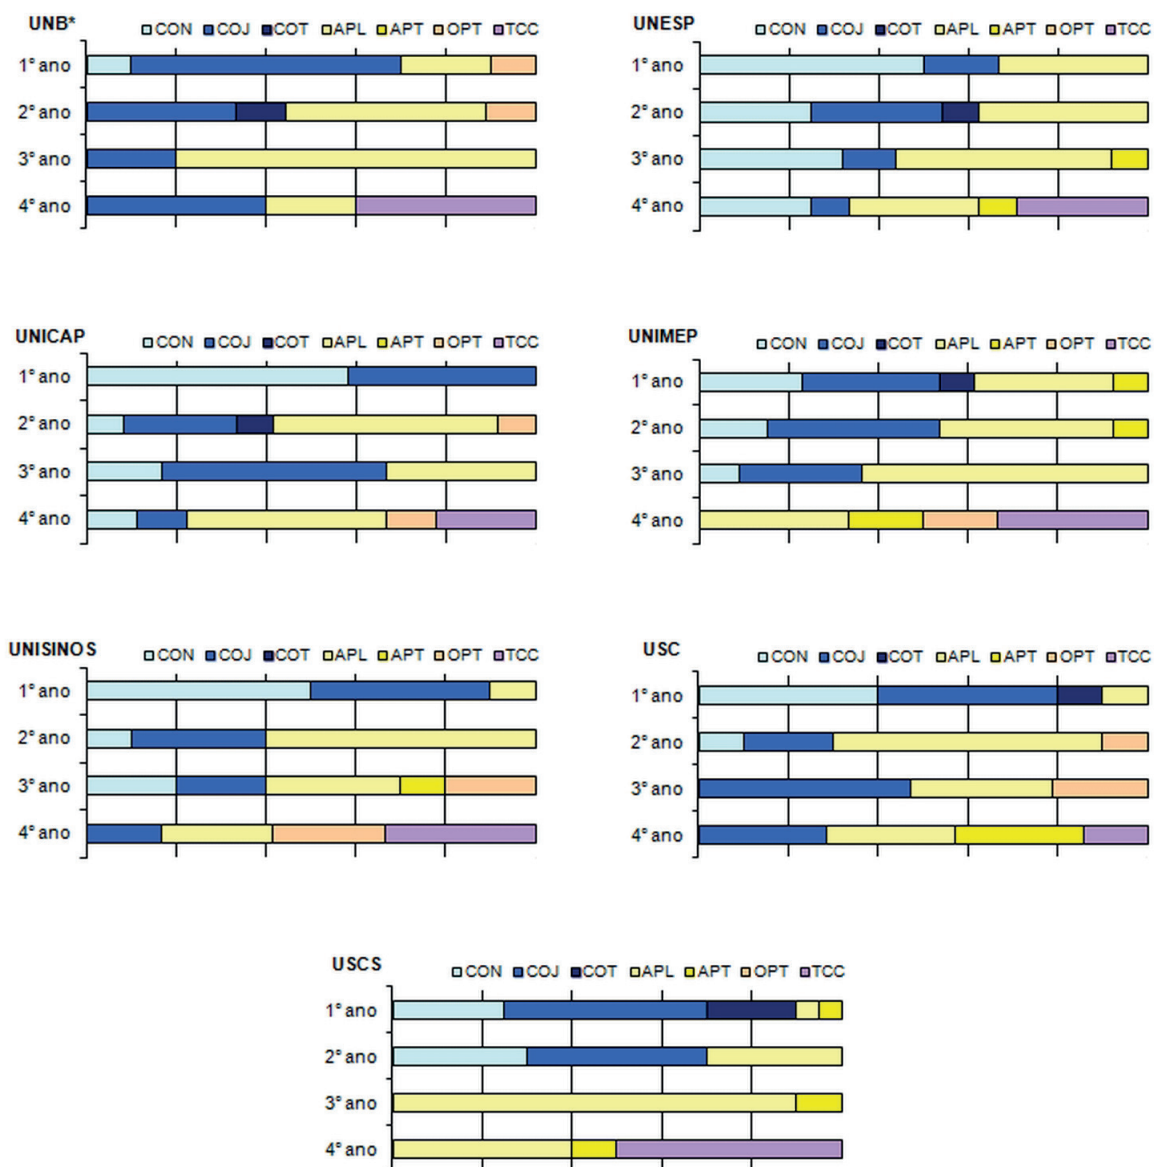 UNB*
CON COJ COT APL APT OPT TCC
1° ano
2° ano
3° ano
4° ano
UNESP
CON COJ COT APL APT OPT TCC
1° ano
2° ano
3° ano
4° ano
UNICAP
CON COJ COT APL APT OPT TCC
1° ano
2° ano
3° ano
4° ano
UNIMEP
CON COJ COT APL APT OPT TCC
1° ano
2° ano
3° ano
4° ano
UNISINOS
CON COJ COT APL APT OPT TCC
1° ano
2° ano
3° ano
4° ano
USC
CON COJ COT APL APT OPT TCC
1° ano
2° ano
3° ano
4° ano
USCS
CON COJ COT APL APT OPT TCC
1° ano
2° ano
3° ano
4° ano